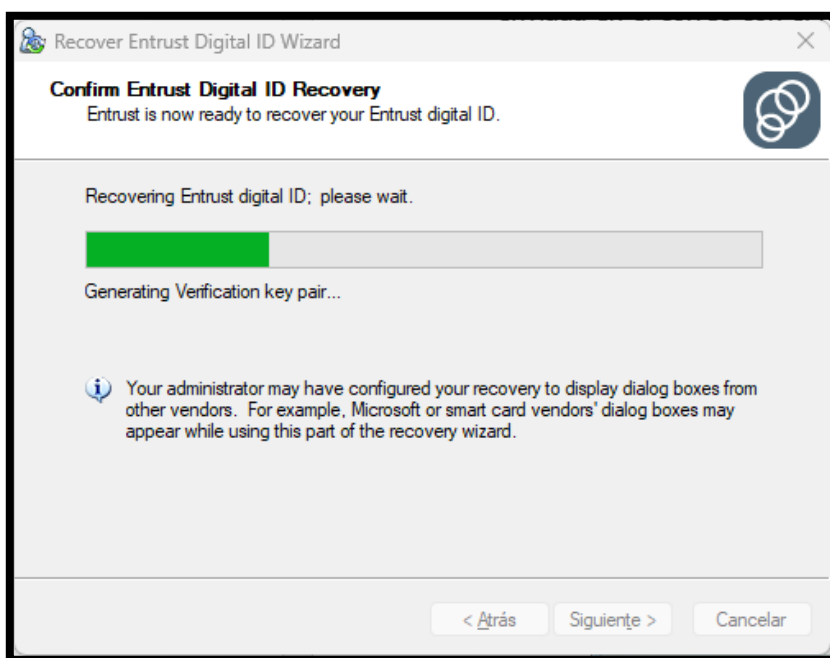 Recover Entrust Digital ID Wizard
Confirm Entrust Digital ID Recovery
Entrust is now ready to recover your Entrust digital ID.
Recovering Entrust digital ID; please wait.
Generating Verification key pair...
Your administrator may have configured your recovery to display dialog boxes from
other vendors. For example, Microsoft or smart card vendors' dialog boxes may
appear while using this part of the recovery wizard.
< Atrás
Siguiente >
Cancelar